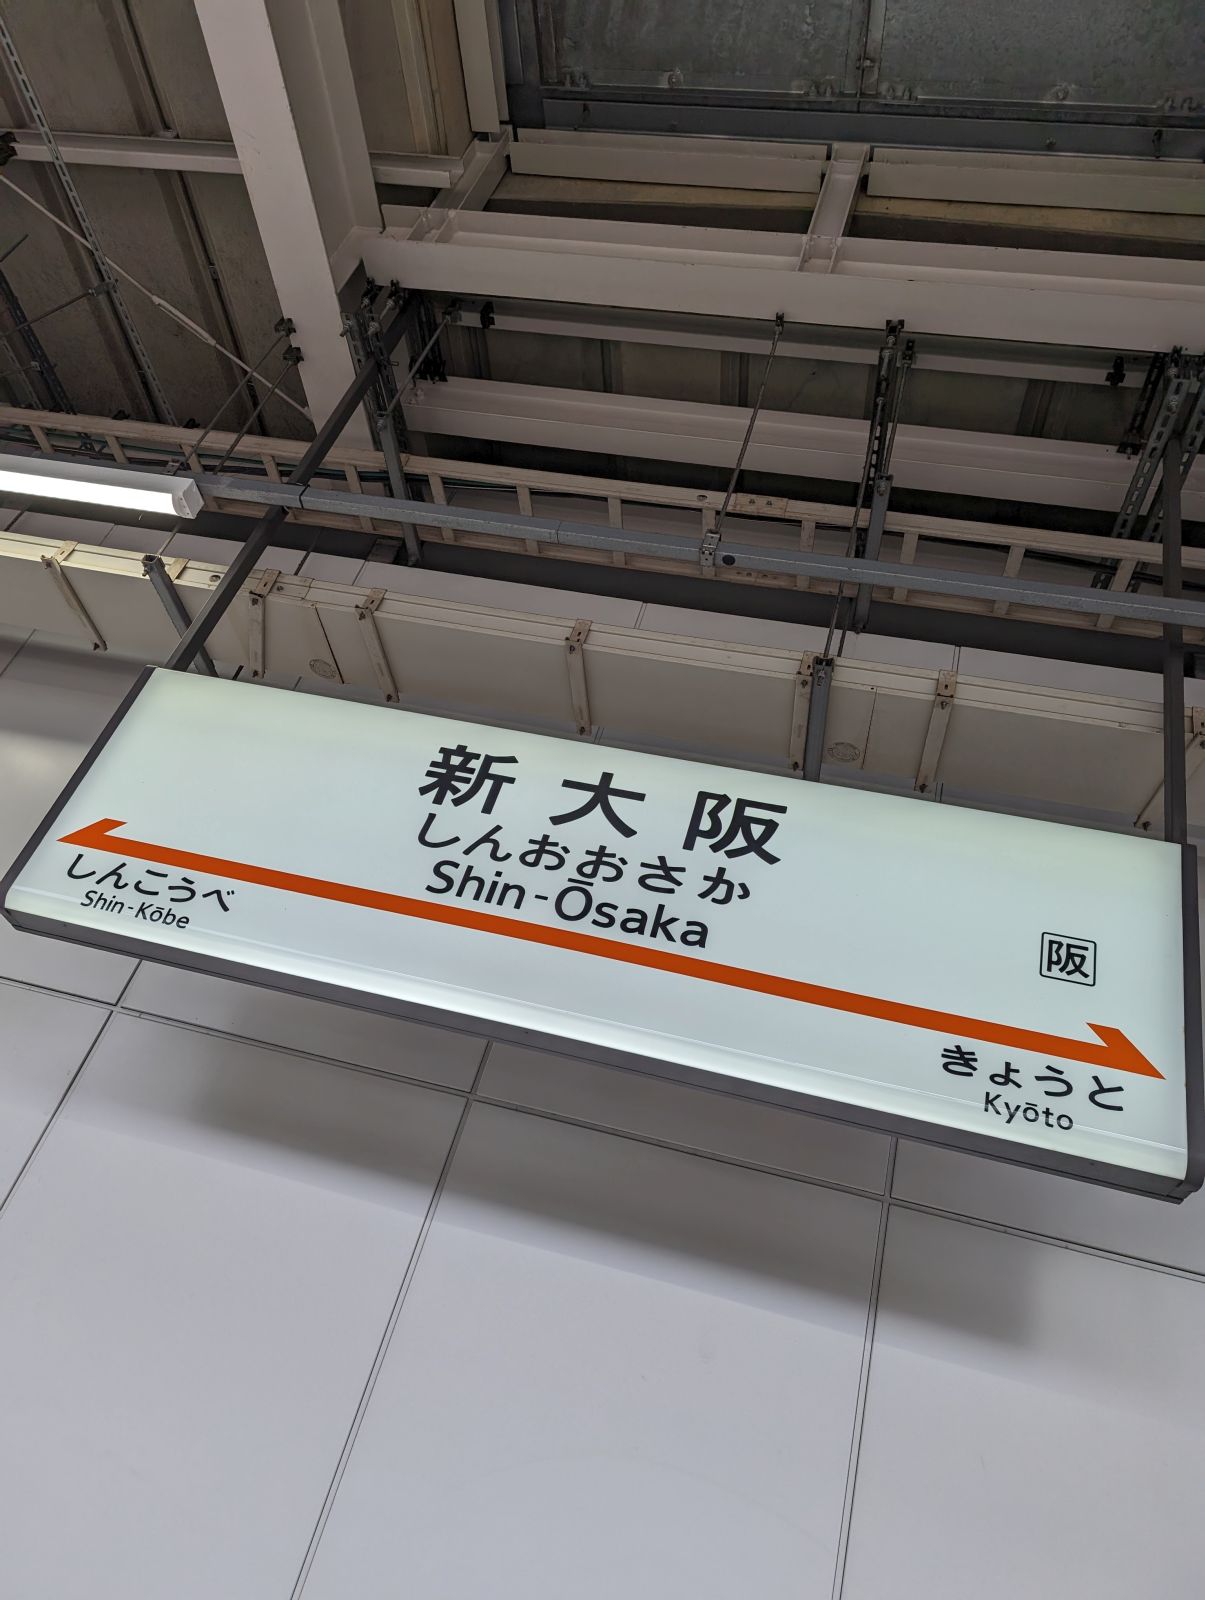 新大阪
しんおおさか
Shin-Ōsaka
しんこうべ
Shin-Kōbe
阪
きょうと
Kyōto